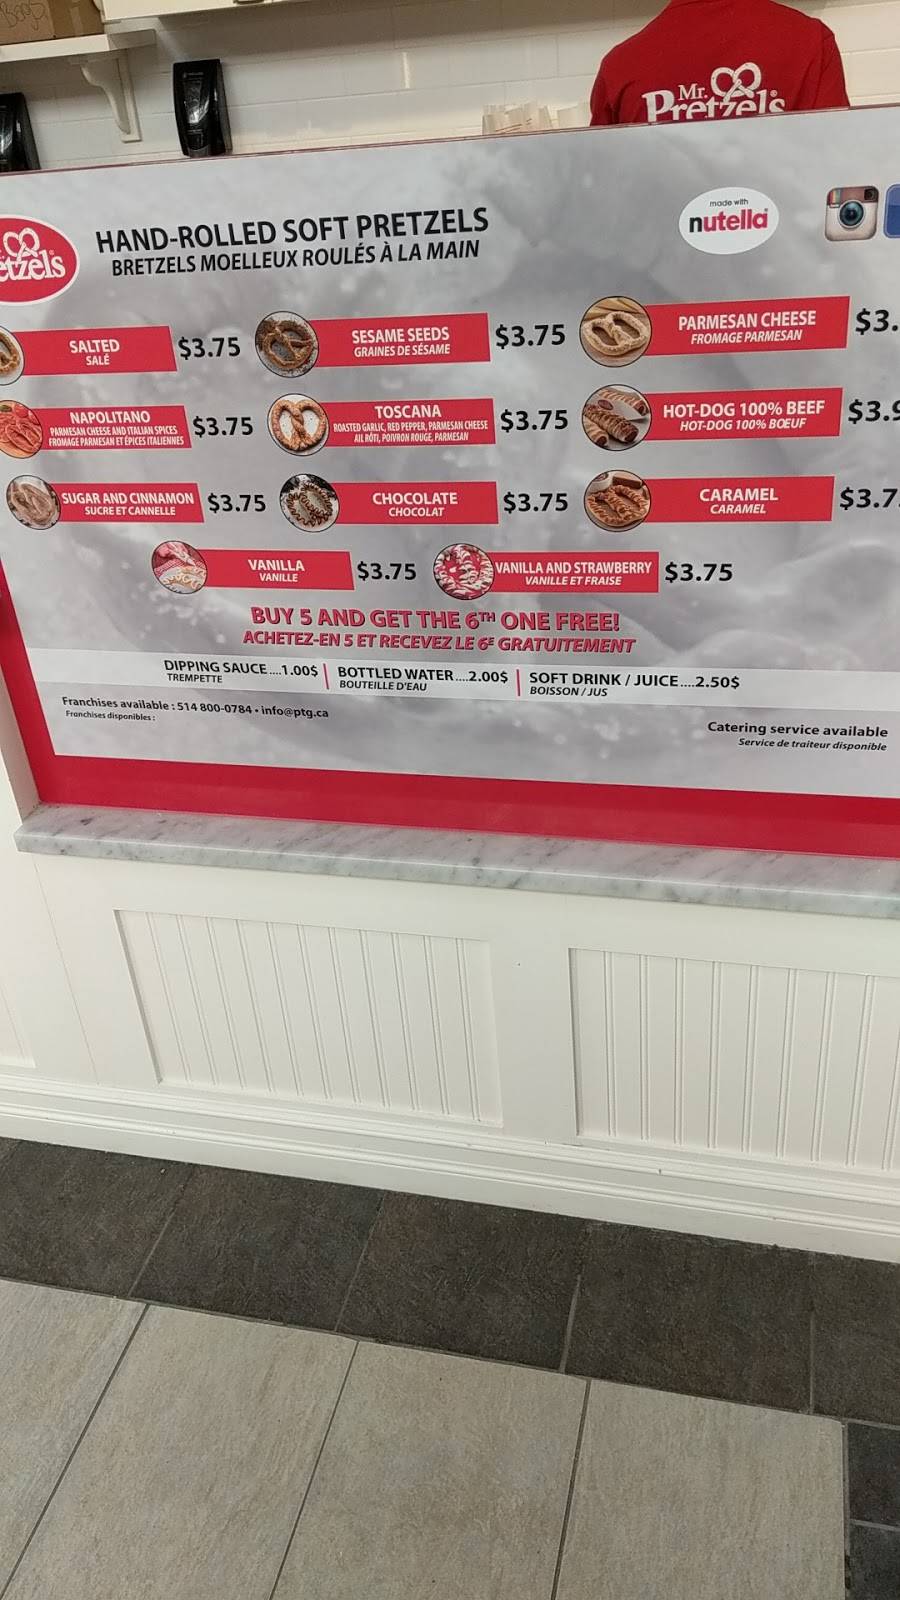 Mr.
Pretzels
HAND-ROLLED SOFT PRETZELS
BRETZELS MOELLEUX ROULÉS À LA MAIN
made with
nutella
SALTED
SALÉ
$3.75
SESAME SEEDS
GRAINES DE SÉSAME
$3.75
PARMESAN CHEESE
FROMAGE PARMESAN
$3.
NAPOLITANO
PARMESAN CHEESE AND ITALIAN SPICES
FROMAGE PARMESAN ET ÉPICES ITALIENNES
$3.75
TOSCANA
ROASTED GARLIC, RED PEPPER, PARMESAN CHEESE
AIL RÔTI, POIVRON ROUGE, PARMESAN
$3.75
HOT-DOG 100% BEEF
HOT-DOG 100% BOEUF
$3.9
SUGAR AND CINNAMON
SUCRE ET CANNELLE
$3.75
CHOCOLATE
CHOCOLAT
$3.75
CARAMEL
CARAMEL
$3.7
VANILLA
VANILLE
$3.75
VANILLA AND STRAWBERRY
VANILLE ET FRAISE
$3.75
BUY 5 AND GET THE 6TH ONE FREE!
ACHETEZ-EN 5 ET RECEVEZ LE 6E GRATUITEMENT
DIPPING SAUCE....1.00$
TREMPETTE
BOTTLED WATER....2.00$
BOUTEILLE D'EAU
SOFT DRINK / JUICE....2.50$
BOISSON / JUS
Franchises available : 514 800-0784 • info@ptg.ca
Franchises disponibles :
Catering service available
Service de traiteur disponible